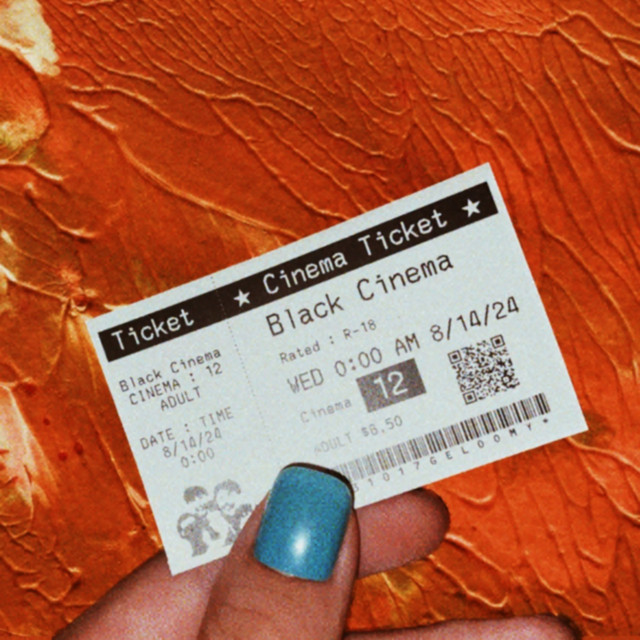 Ticket
Black Cinema
CINEMA : 12
ADULT
DATE : TIME
8/14/24
0:00
★ Cinema Ticket ★
Black Cinema
Rated : R-18
WED 0:00 AM 8/14/24
Cinema 12
ADULT $6.50
11017GELOOMY*